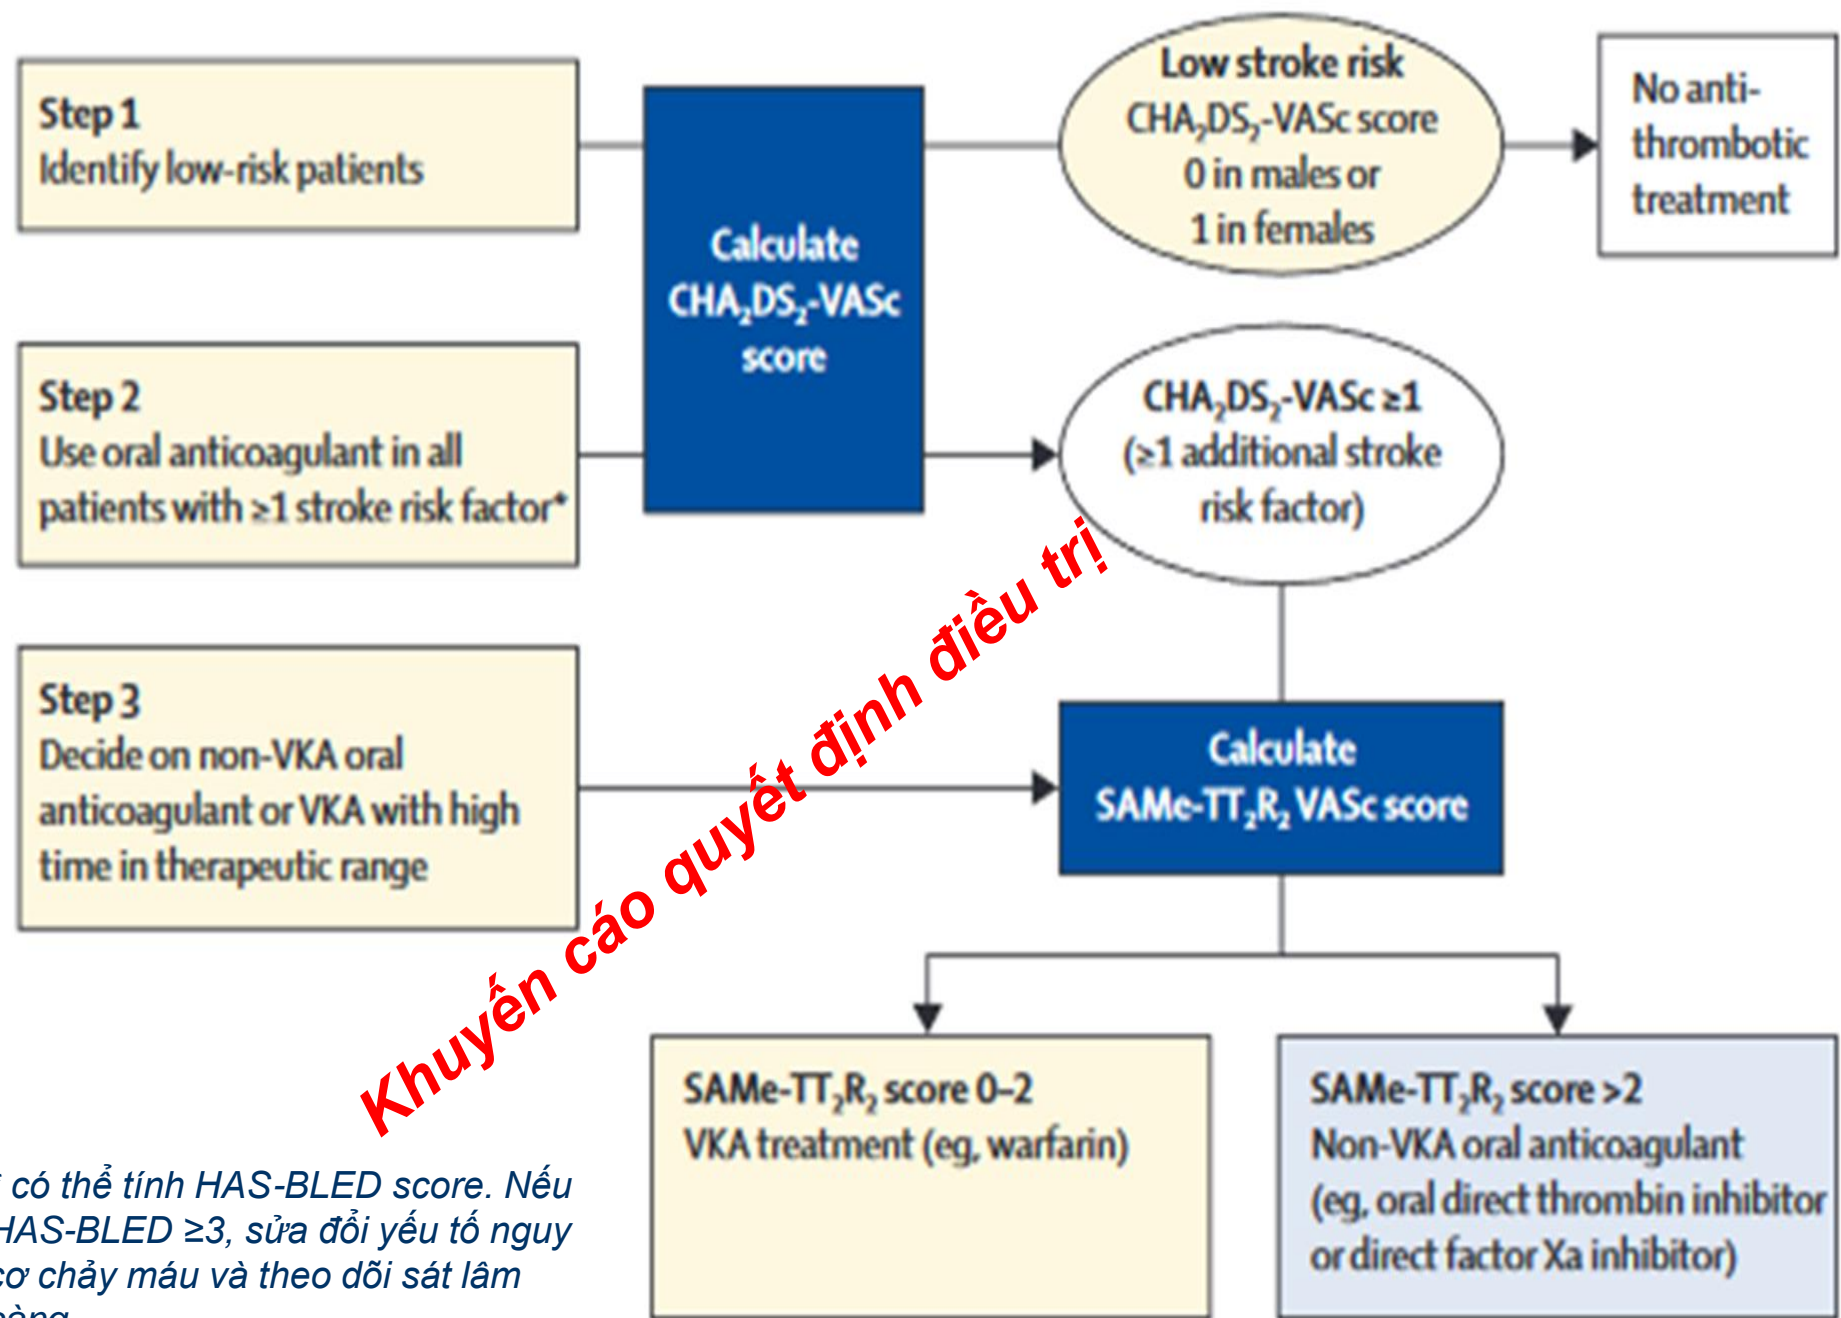 Step 1
Identify low-risk patients
Calculate
CHA₂DS₂-VASc
score
Low stroke risk
CHA₂DS₂-VASc score
0 in males or
1 in females
No anti-
thrombotic
treatment
Step 2
Use oral anticoagulant in all
patients with ≥1 stroke risk factor*
CHA₂DS₂-VASc ≥1
(≥1 additional stroke
risk factor)
Step 3
Decide on non-VKA oral
anticoagulant or VKA with high
time in therapeutic range
Calculate
SAMe-TT₂R₂ VASc score
Khuyến cáo quyết định điều trị
SAMe-TT₂R₂ score 0–2
VKA treatment (eg, warfarin)
SAMe-TT₂R₂ score >2
Non-VKA oral anticoagulant
(eg, oral direct thrombin inhibitor
or direct factor Xa inhibitor)
có thể tính HAS-BLED score. Nếu
HAS-BLED ≥3, sửa đổi yếu tố nguy
cơ chảy máu và theo dõi sát lâm